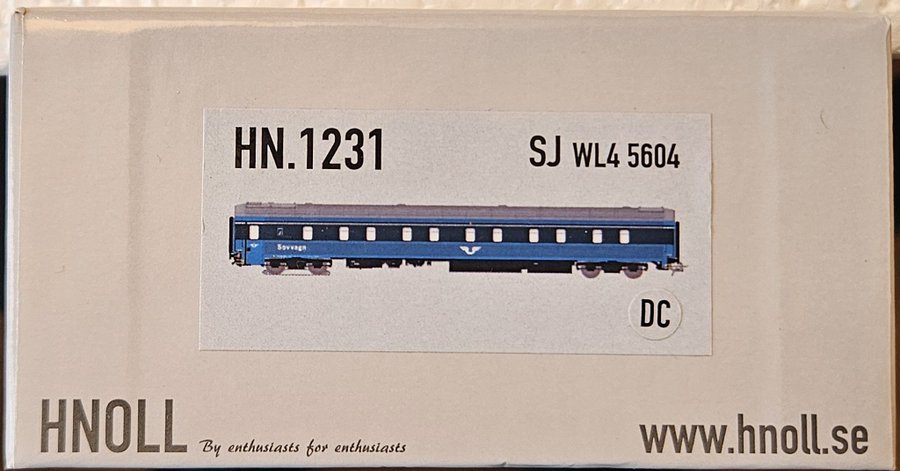 HN.1231
SJ WL4 5604
Sovvagn
DC
HNOLL
By enthusiasts for enthusiasts
www.hnoll.se